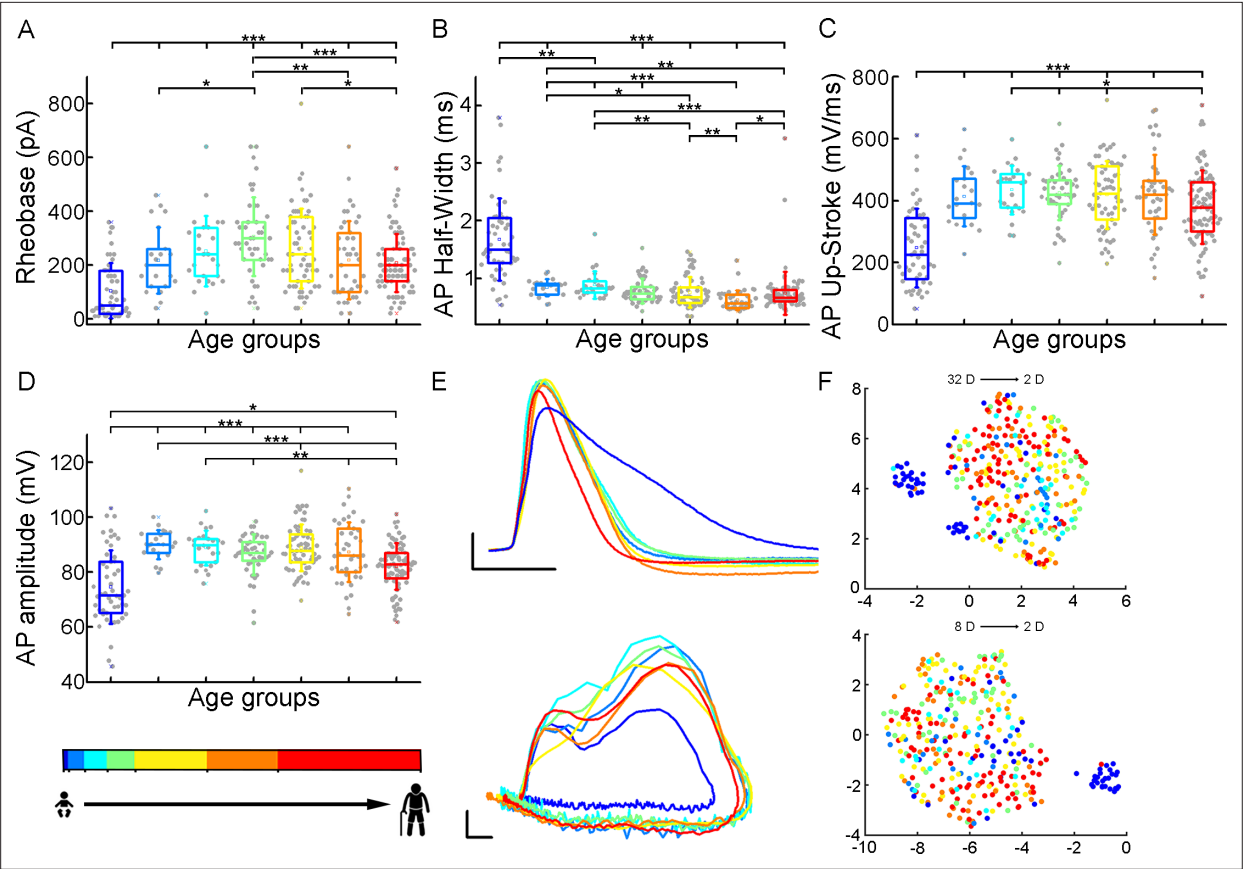 A
***
***
**
*
*
Rheobase (pA)
800
600
400
200
0
Age groups
B
***
**
**
***
*
***
**
*
**
AP Half-Width (ms)
4
3
2
1
Age groups
C
***
*
AP Up-Stroke (mV/ms)
800
600
400
200
0
Age groups
D
*
***
***
**
AP amplitude (mV)
120
100
80
60
40
Age groups
E
F
32 D 2 D
8
6
4
2
0
-4 -2 0 2 4 6
8 D 2 D
4
2
0
-2
-4
-10 -8 -6 -4 -2 0